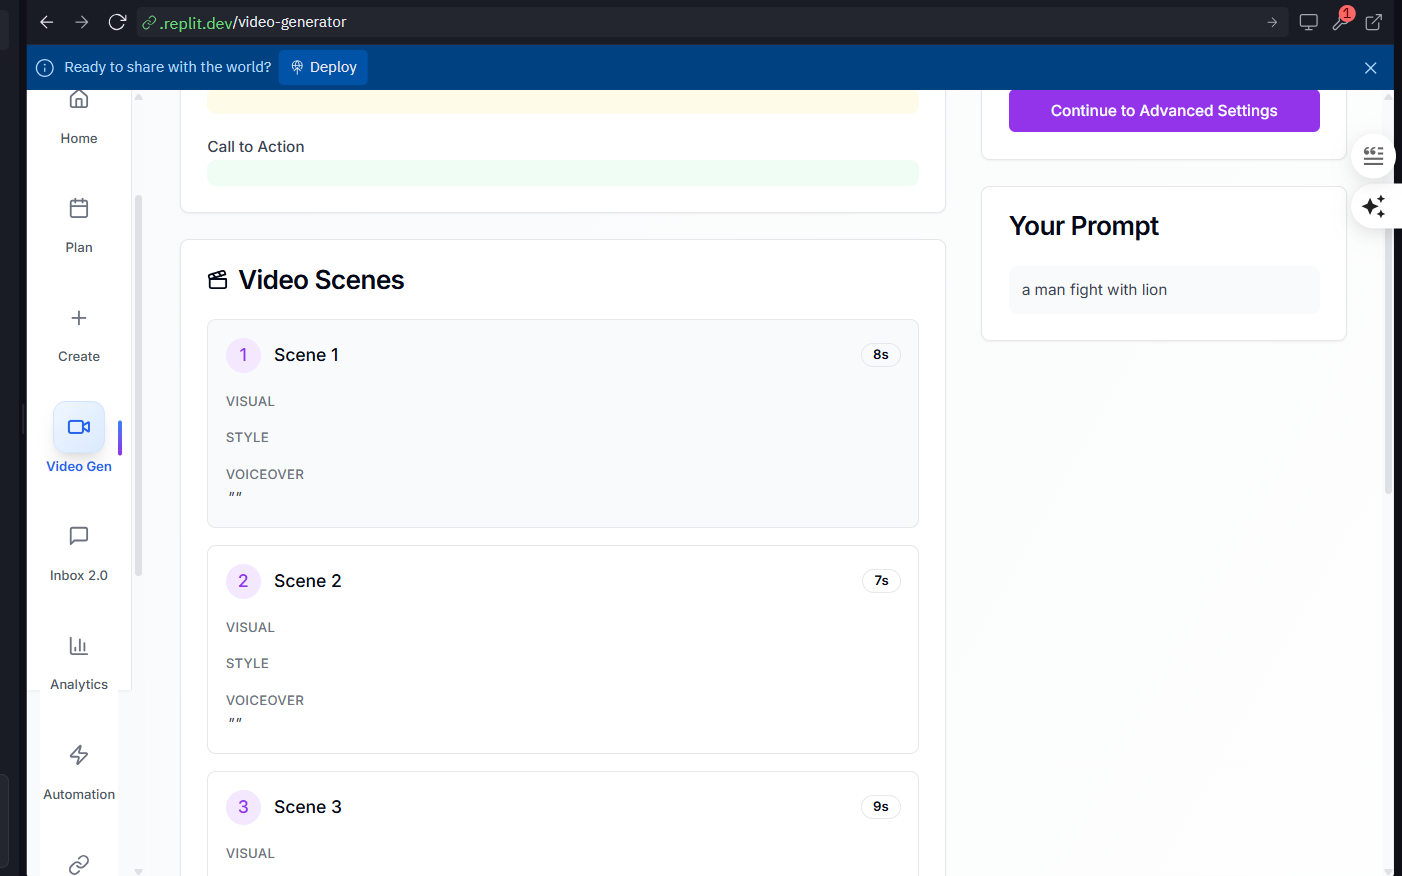 .replit.dev/video-generator
1
Ready to share with the world?
Deploy
Home
Plan
Create
Video Gen
Inbox 2.0
Analytics
Automation
Call to Action
Video Scenes
1
Scene 1
8s
VISUAL
STYLE
VOICEOVER
""
2
Scene 2
7s
VISUAL
STYLE
VOICEOVER
""
3
Scene 3
9s
VISUAL
Continue to Advanced Settings
Your Prompt
a man fight with lion